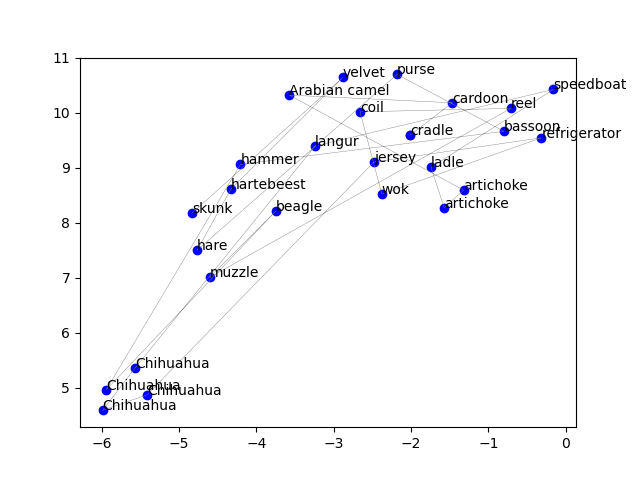 11
velvet
purse
speedboat
Arabian camel
cardoon
reel
10
coil
bassoon
refrigerator
cradle
langur
jersey
ladle
9
hammer
hartebeest
wok
artichoke
artichoke
skunk
beagle
8
hare
muzzle
7
6
Chihuahua
Chihuahua
Chihuahua
5
Chihuahua
−6
−5
−4
−3
−2
−1
0